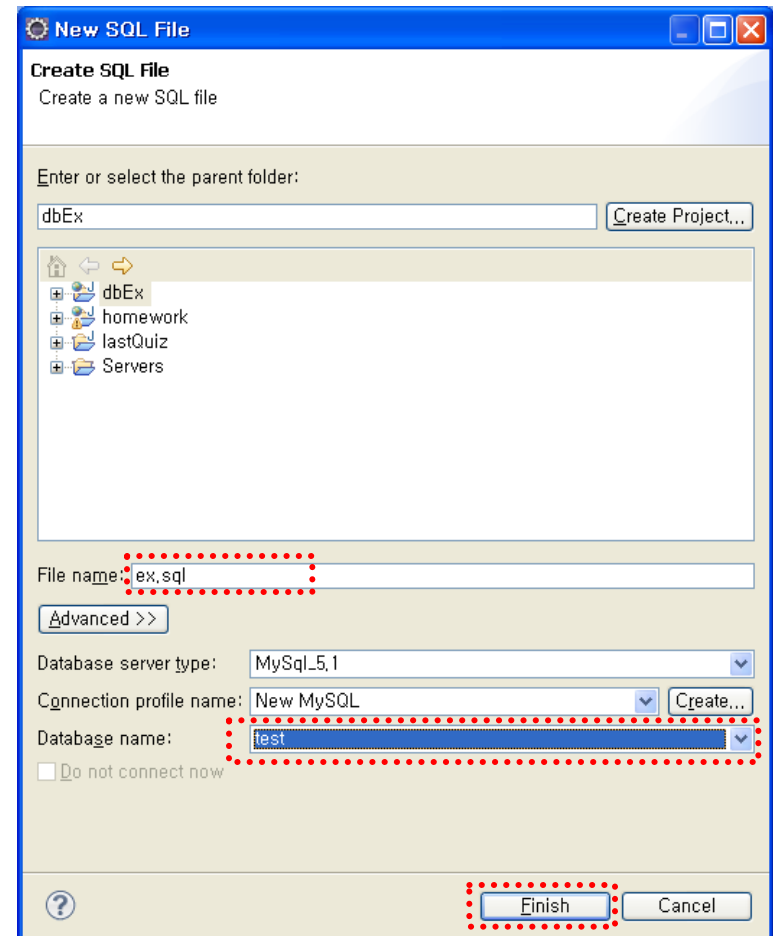 New SQL File
Create SQL File
Create a new SQL file
Enter or select the parent folder:
dbEx
Create Project...
dbEx
homework
lastQuiz
Servers
File name: ex.sql
Advanced >>
Database server type: MySql_5.1
Connection profile name: New MySQL Create...
Database name: test
Do not connect now
? Finish Cancel